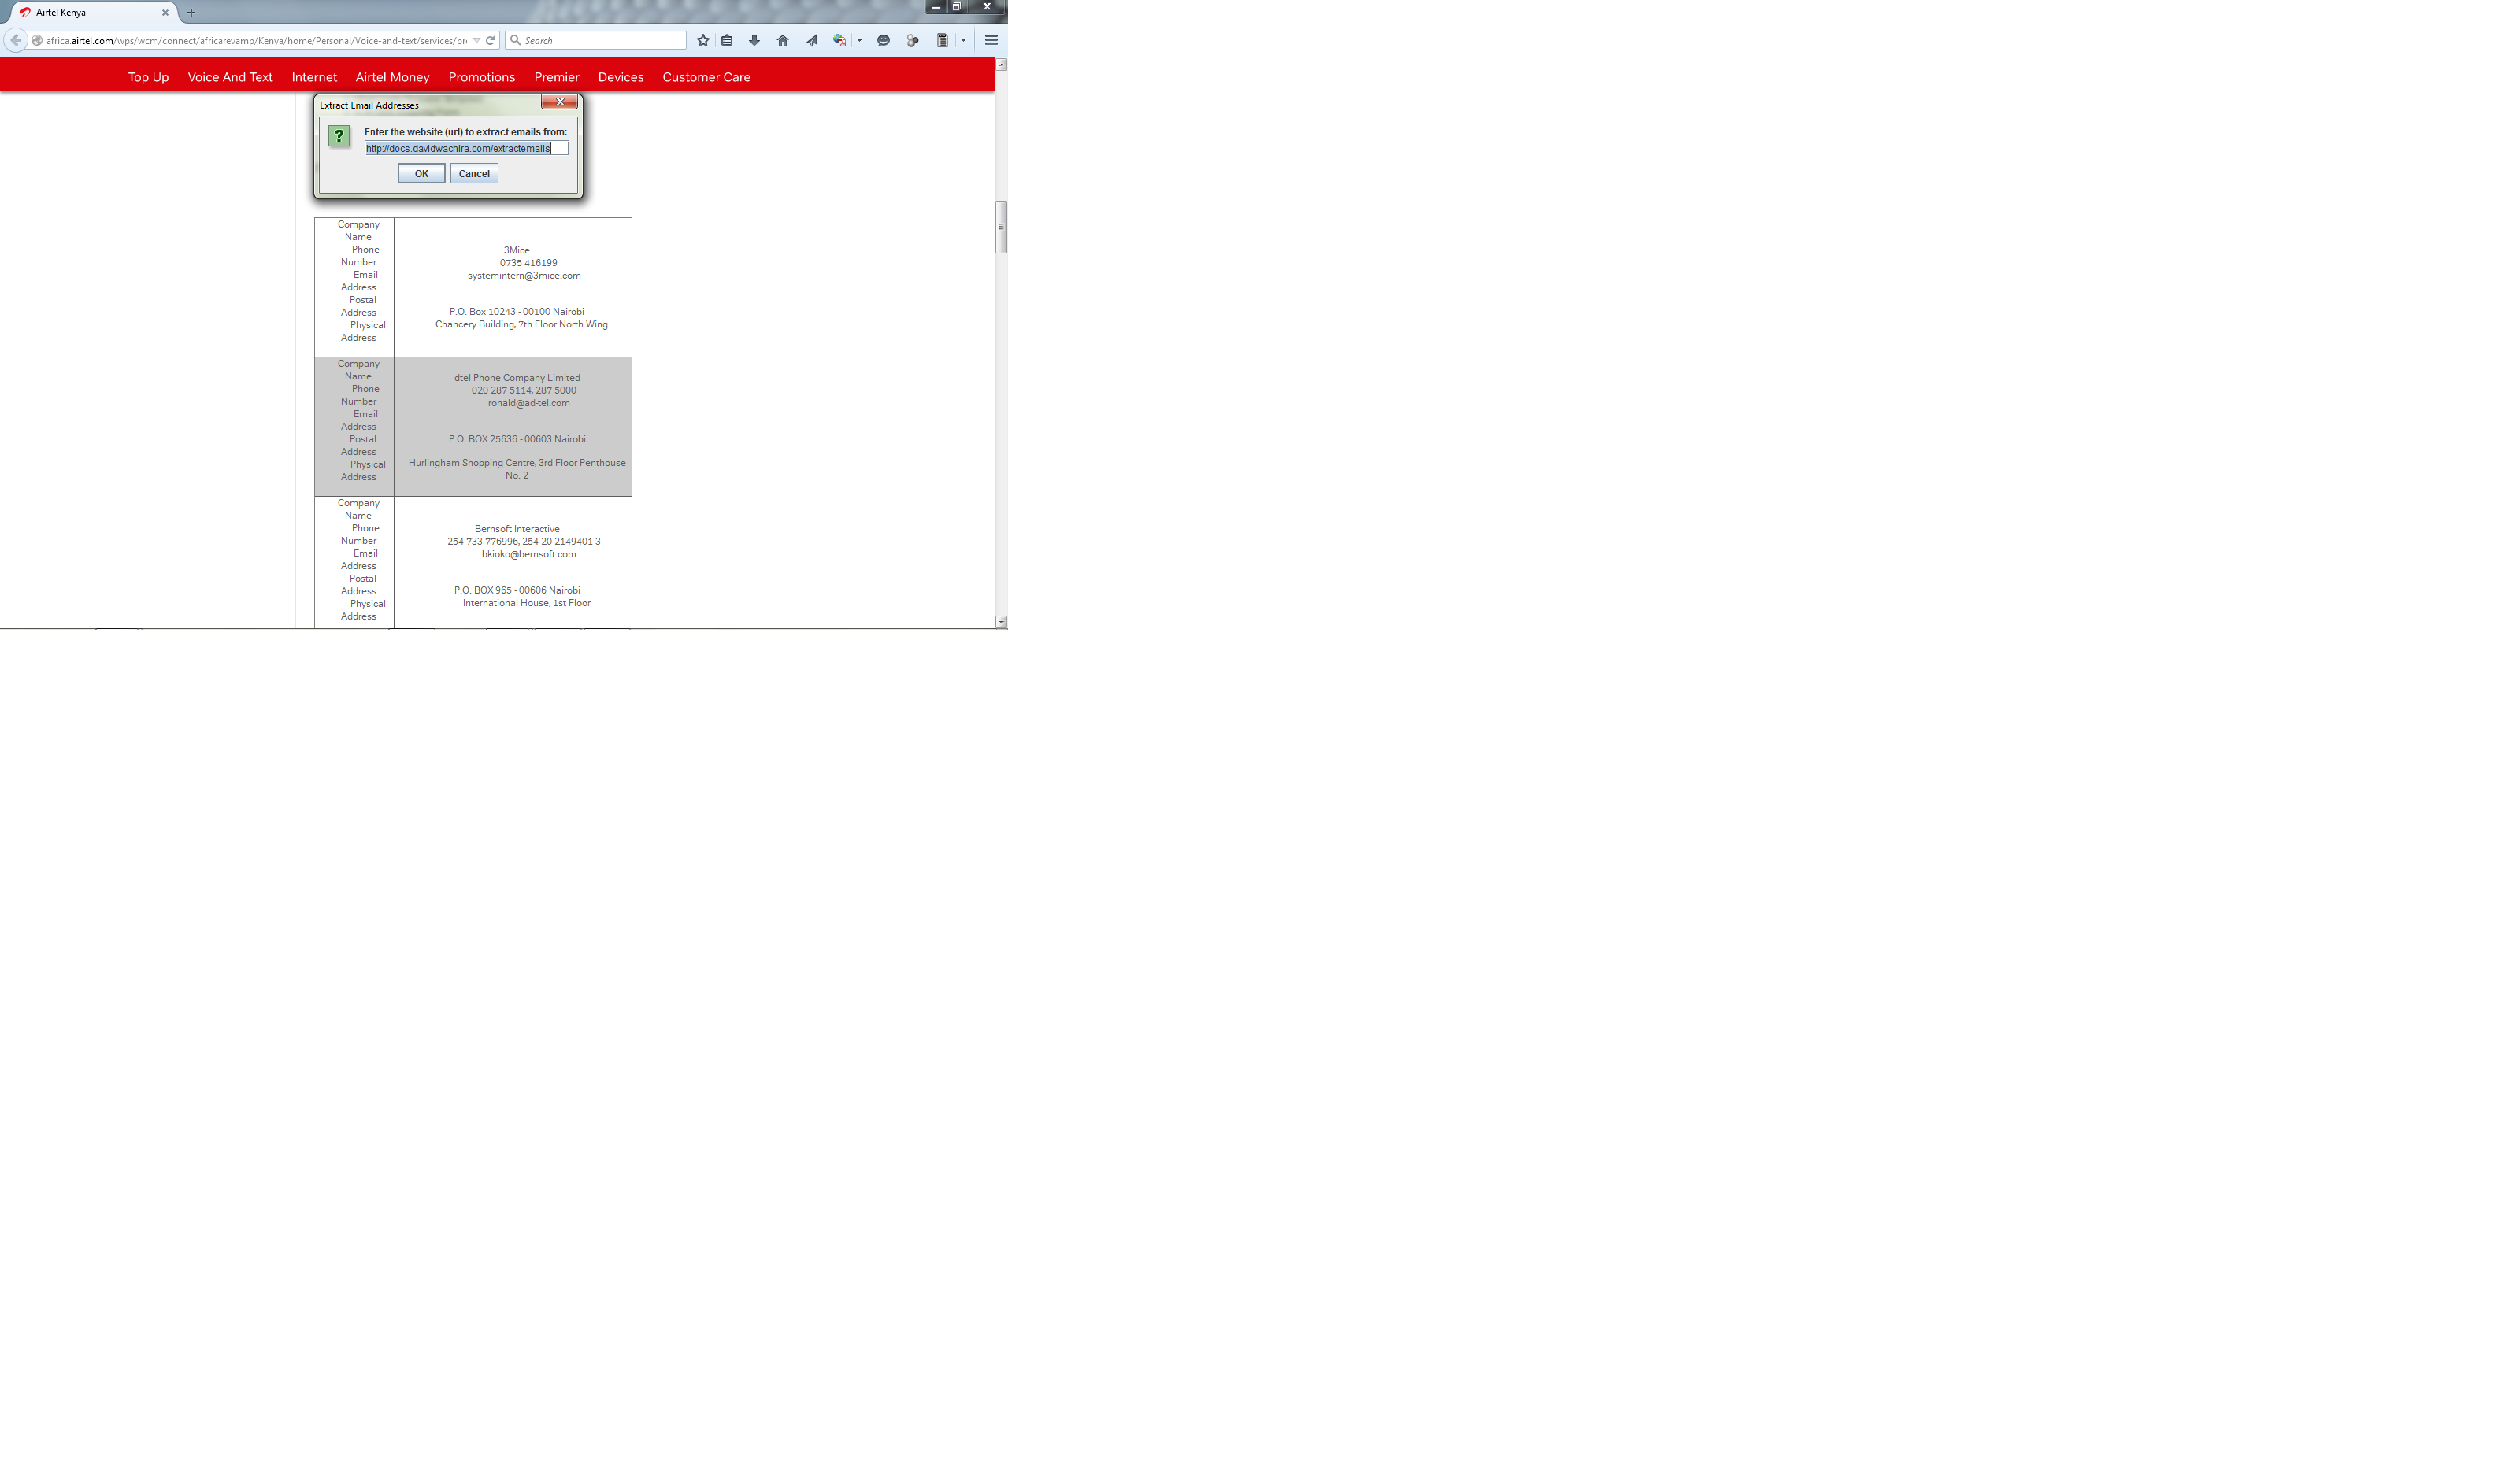 Airtel Kenya
africa.airtel.com/wps/wcm/connect/africarevamp/Kenya/home/Personal/Voice-and-text/services/pr
Search
Top Up Voice And Text Internet Airtel Money Promotions Premier Devices Customer Care
Extract Email Addresses
Enter the website (url) to extract emails from:
http://docs.davidwachira.com/extractemails
OK Cancel
Company
Name
Phone
Number
Email
Address
Postal
Address
Physical
Address
3Mice
0735 416199
systemintern@3mice.com
P.O. Box 10243 - 00100 Nairobi
Chancery Building, 7th Floor North Wing
Company
Name
Phone
Number
Email
Address
Postal
Address
Physical
Address
dtel Phone Company Limited
020 287 5114, 287 5000
ronald@ad-tel.com
P.O. BOX 25636 - 00603 Nairobi
Hurlingham Shopping Centre, 3rd Floor Penthouse
No. 2
Company
Name
Phone
Number
Email
Address
Postal
Address
Physical
Address
Bernsoft Interactive
254-733-776996, 254-20-2149401-3
bkioko@bernsoft.com
P.O. BOX 965 - 00606 Nairobi
International House, 1st Floor